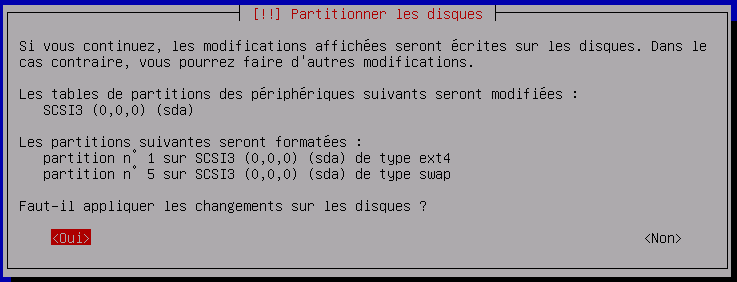 [!!] Partitionner les disques
Si vous continuez, les modifications affichées seront écrites sur les disques. Dans le
cas contraire, vous pourrez faire d'autres modifications.
Les tables de partitions des périphériques suivants seront modifiées :
SCSI3 (0,0,0) (sda)
Les partitions suivantes seront formatées :
partition n° 1 sur SCSI3 (0,0,0) (sda) de type ext4
partition n° 5 sur SCSI3 (0,0,0) (sda) de type swap
Faut-il appliquer les changements sur les disques ?
<Oui> <Non>